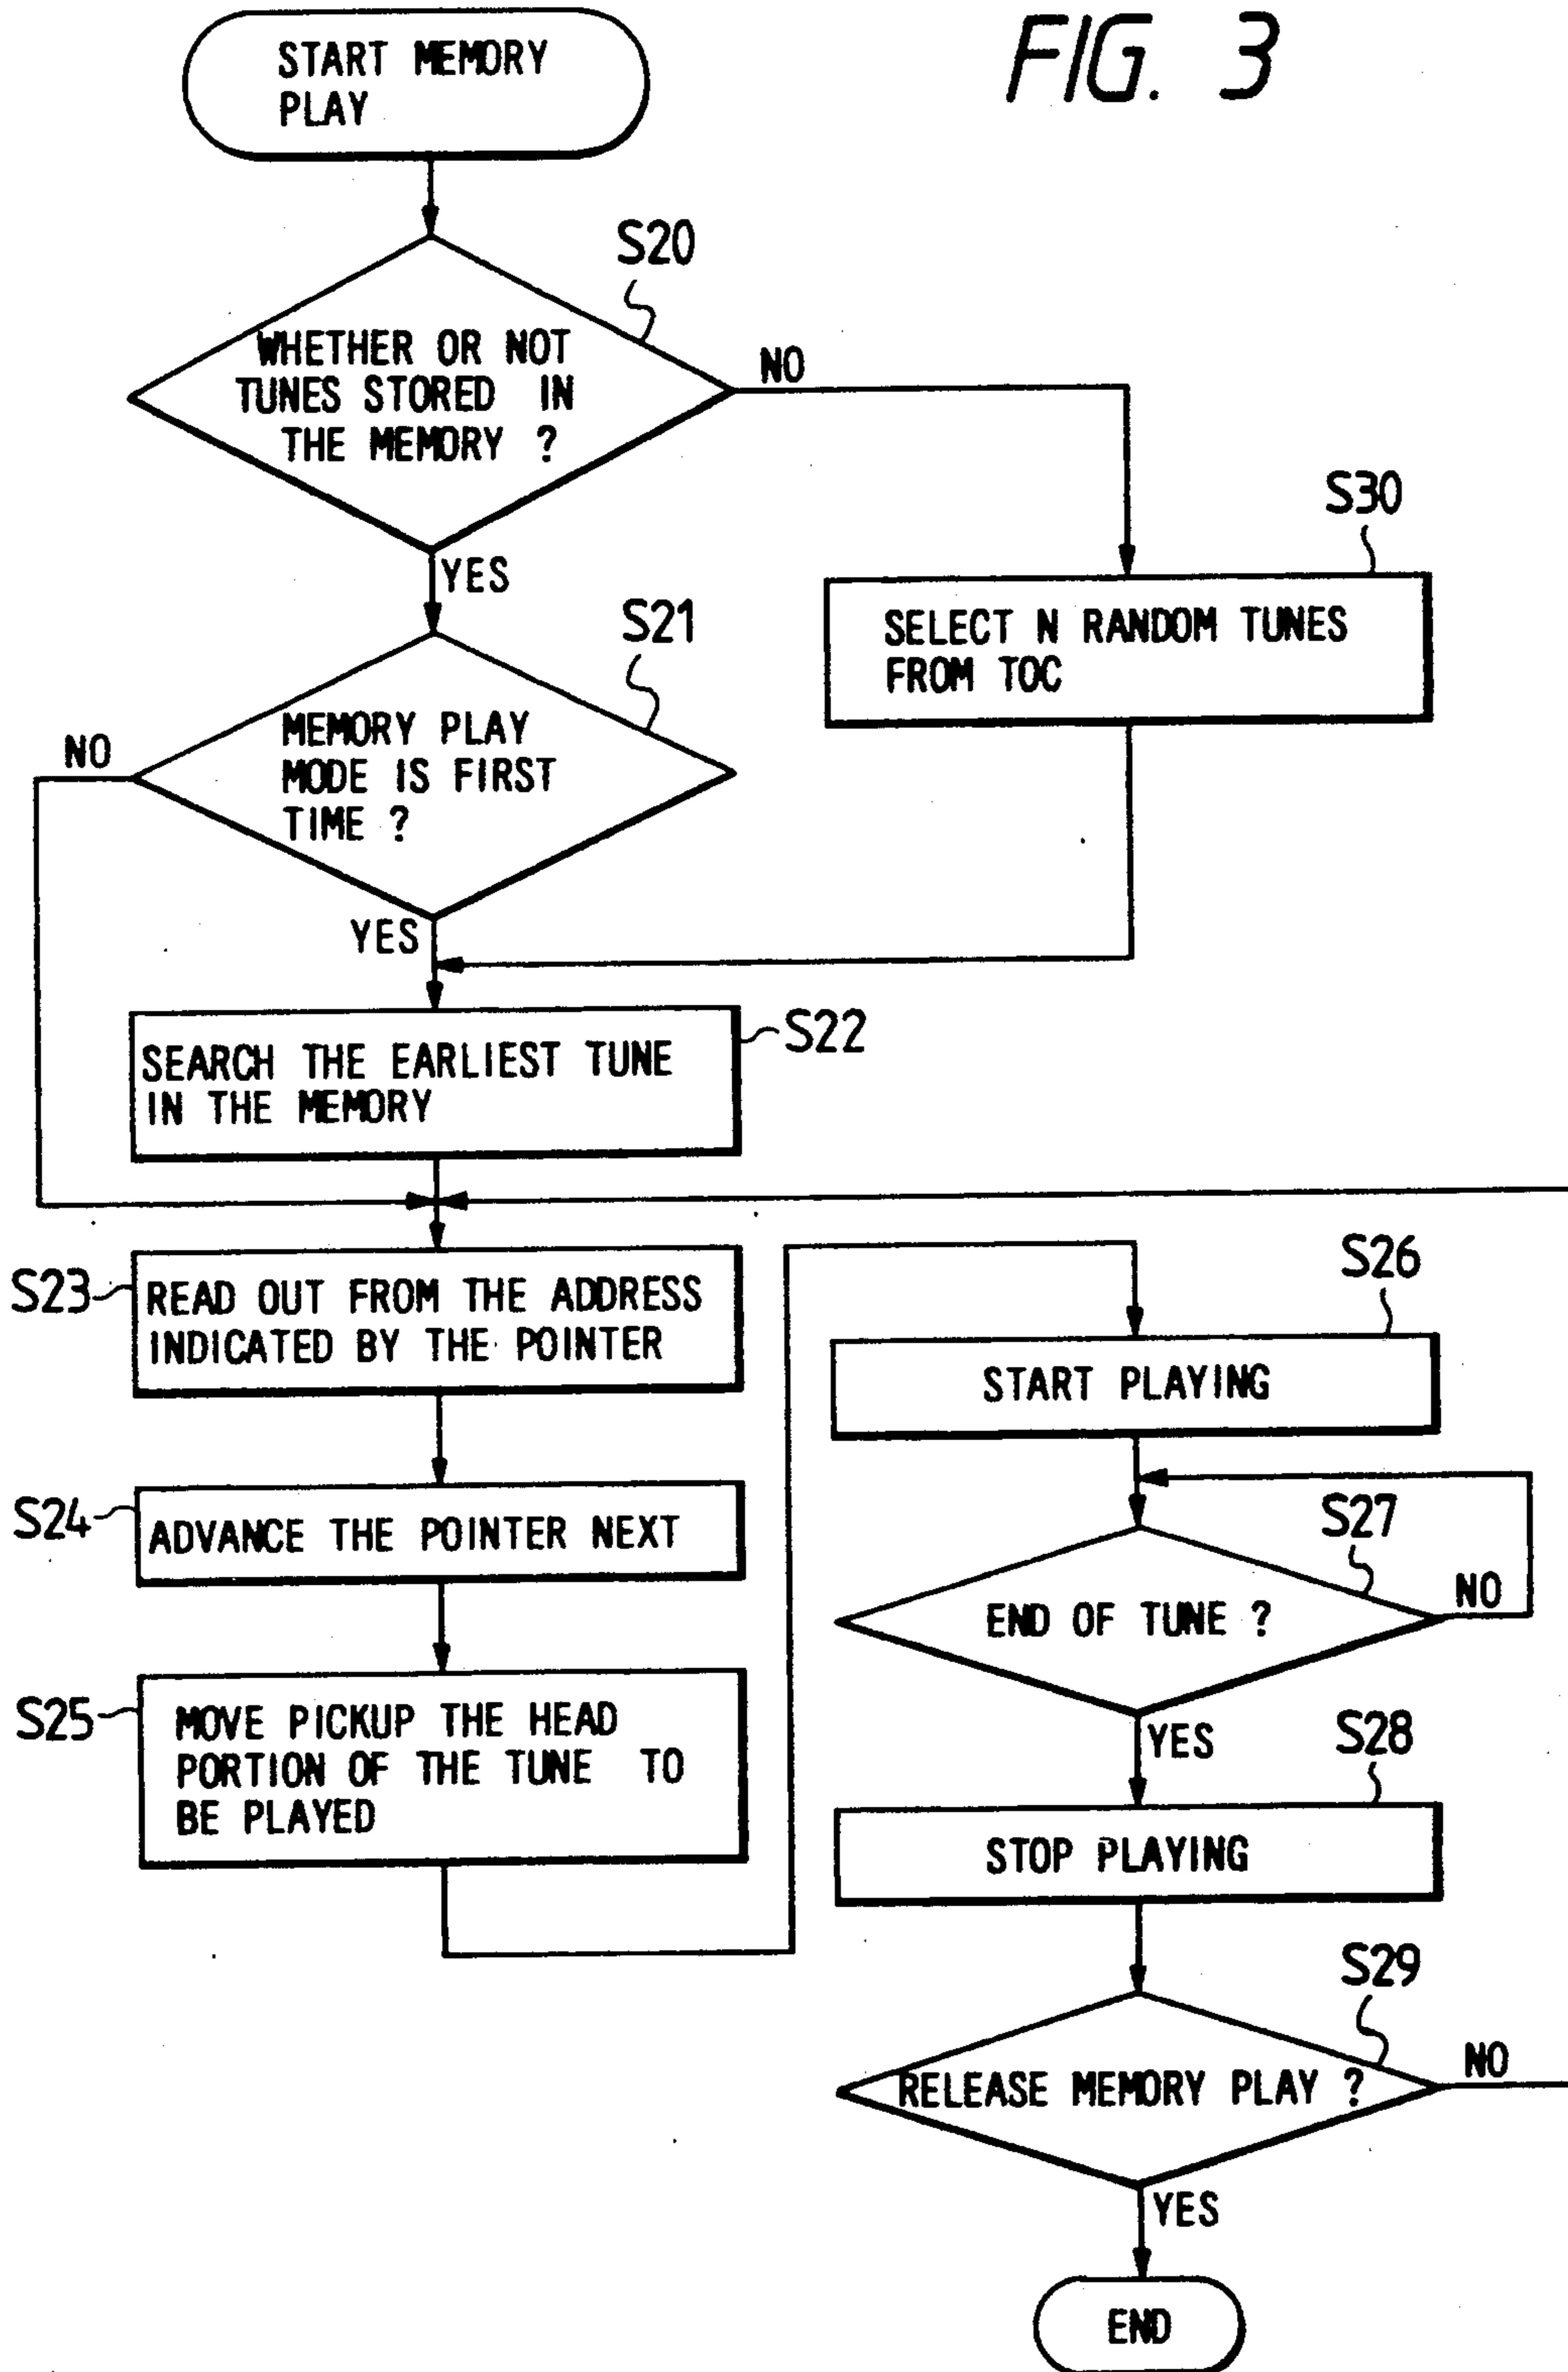 FIG. 3
START MEMORY
PLAY
S20
WHETHER OR NOT
TUNES STORED IN
THE MEMORY ?
NO
YES
S30
SELECT N RANDOM TUNES
FROM TOC
S21
MEMORY PLAY
MODE IS FIRST
TIME ?
NO
YES
S22
SEARCH THE EARLIEST TUNE
IN THE MEMORY
S23
READ OUT FROM THE ADDRESS
INDICATED BY THE POINTER
S24
ADVANCE THE POINTER NEXT
S25
MOVE PICKUP THE HEAD
PORTION OF THE TUNE TO
BE PLAYED
S26
START PLAYING
S27
END OF TUNE ?
NO
YES
S28
STOP PLAYING
S29
RELEASE MEMORY PLAY ?
NO
YES
END